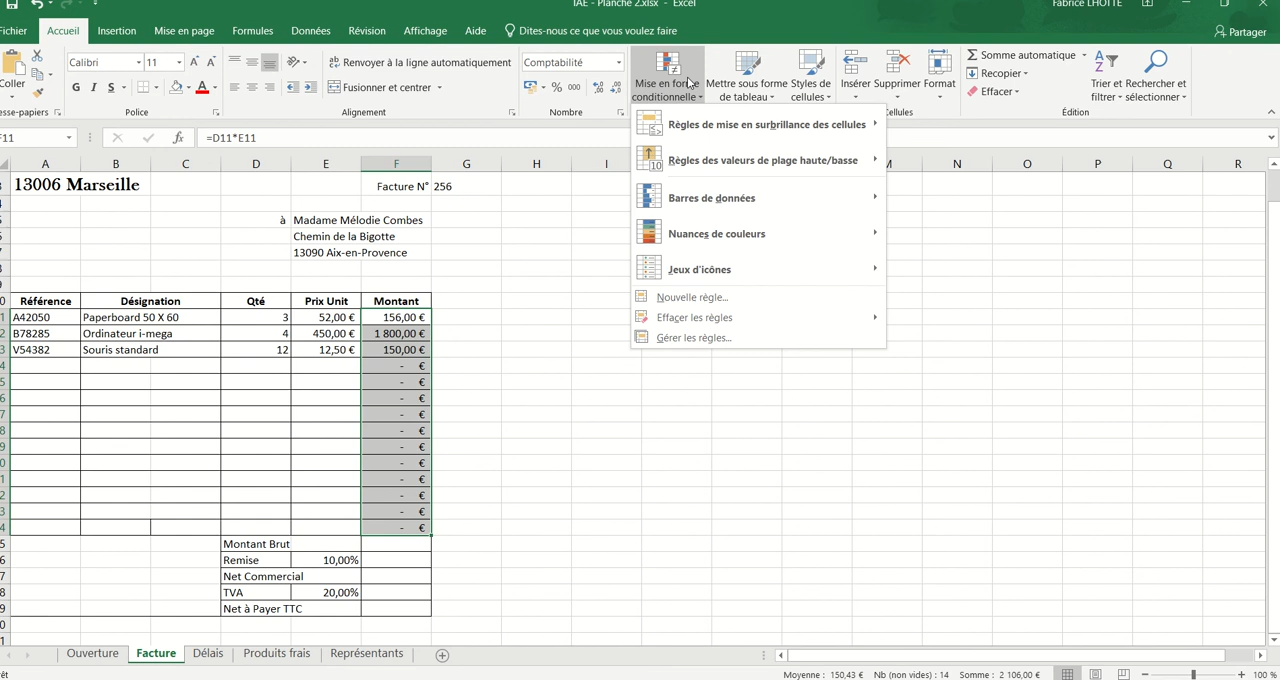 IAE - Planche 2.xlsx - Excel
Fabrice LHOTTE
Fichier Accueil Insertion Mise en page Formules Données Révision Affichage Aide Dites-nous ce que vous voulez faire
Partager
Calibri 11
Renvoyer à la ligne automatiquement
Comptabilité
Mise en forme conditionnelle
Mettre sous forme de tableau
Styles de cellules
Insérer Supprimer Format
Somme automatique
Recopier
Effacer
Trier et filtrer
Rechercher et sélectionner
Coller
G I S
Fusionner et centrer
% 000
esse-papiers Police Alignement Nombre Cellules Édition
F11 fx =D11*E11
Règles de mise en surbrillance des cellules
Règles des valeurs de plage haute/basse
Barres de données
Nuances de couleurs
Jeux d'icônes
Nouvelle règle...
Effacer les règles
Gérer les règles...
A B C D E F G H I M N O P Q R
13006 Marseille
Facture N° 256
à Madame Mélodie Combes
Chemin de la Bigotte
13090 Aix-en-Provence
Référence Désignation Qté Prix Unit Montant
A42050 Paperboard 50 X 60 3 52,00 € 156,00 €
B78285 Ordinateur i-mega 4 450,00 € 1 800,00 €
V54382 Souris standard 12 12,50 € 150,00 €
- €
- €
- €
- €
- €
- €
- €
- €
- €
- €
- €
Montant Brut
Remise 10,00%
Net Commercial
TVA 20,00%
Net à Payer TTC
Ouverture Facture Délais Produits frais Représentants
Moyenne : 150,43 € Nb (non vides) : 14 Somme : 2 106,00 € 100 %